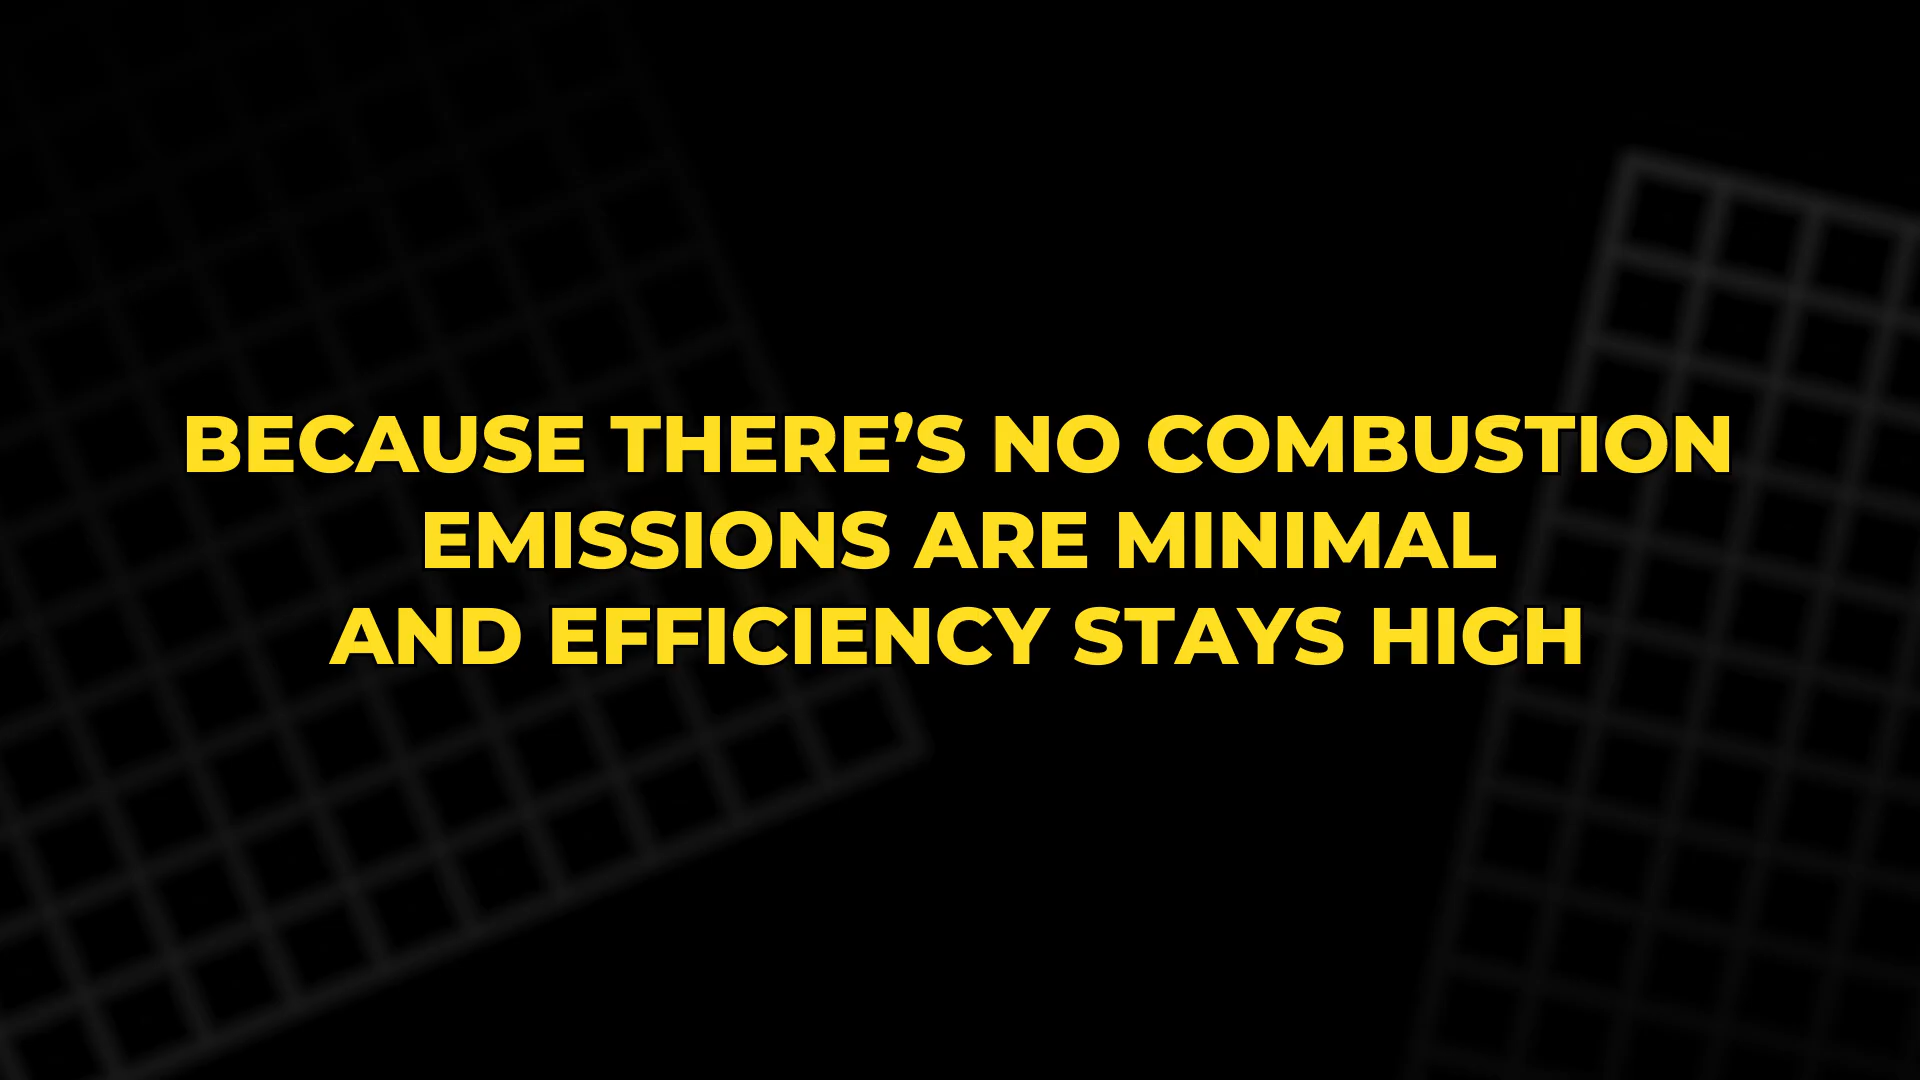 BECAUSE THERE’S NO COMBUSTION
EMISSIONS ARE MINIMAL
AND EFFICIENCY STAYS HIGH